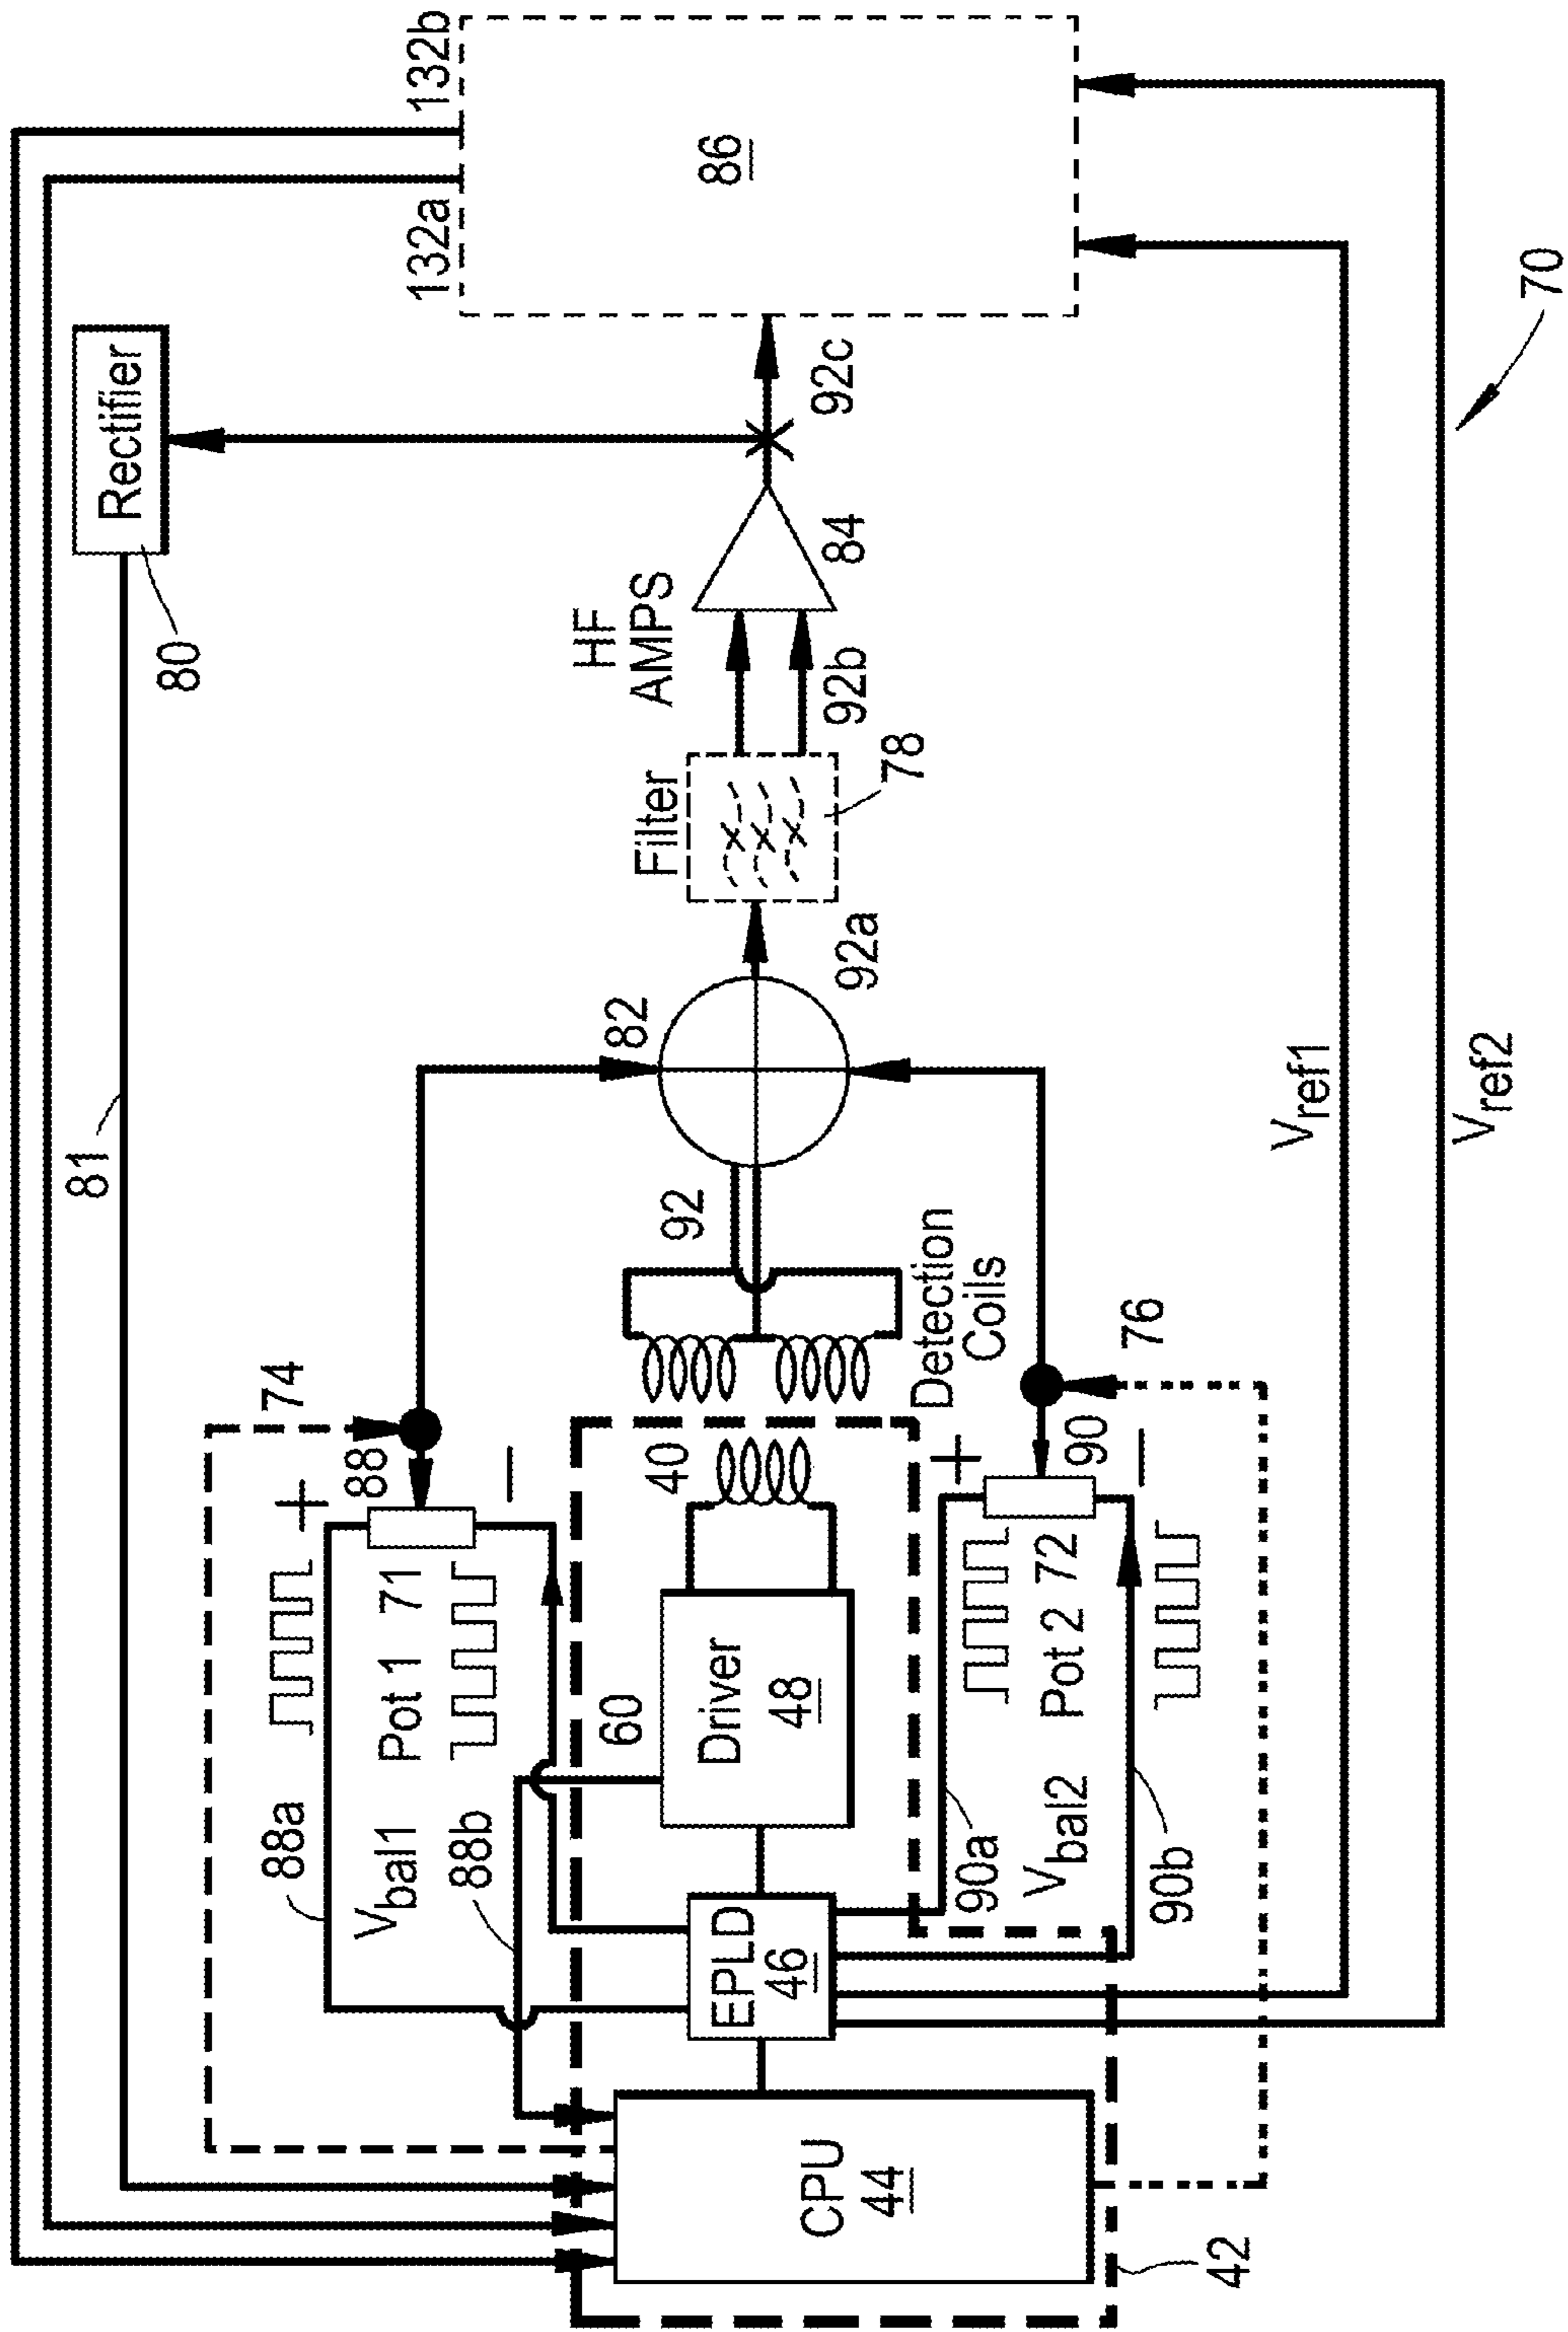 132b
132a
86
Rectifier
80
92c
70
84
HF
AMPS
92b
Filter
78
92a
82
81
92
Vref1
Vref2
Detection
Coils
74
76
88
+
−
40
+
90
−
Pot 1 71
60
Driver
48
Pot 2 72
88a
Vbal1
88b
90a
Vbal2
90b
EPLD
46
CPU
44
42